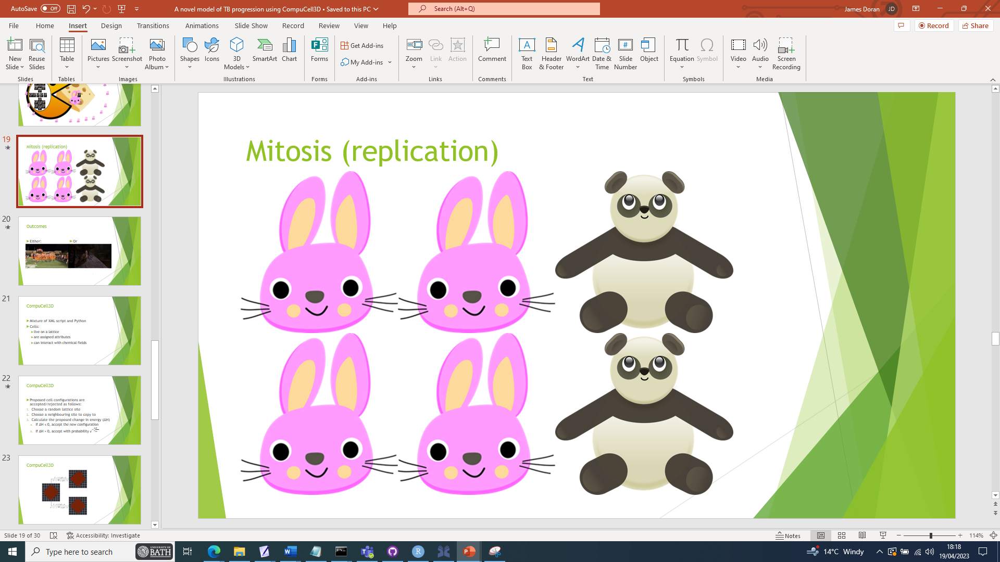 AutoSave Off
A novel model of TB progression using CompuCell3D • Saved to this PC
Search (Alt+Q)
James Doran JD
File Home Insert Design Transitions Animations Slide Show Record Review View Help
Record Share
New Slide
Reuse Slides
Table
Pictures
Screenshot
Photo Album
Shapes
Icons
3D Models
SmartArt
Chart
Forms
Get Add-ins
My Add-ins
Zoom
Link
Action
Comment
Text Box
Header & Footer
WordArt
Date & Time
Slide Number
Object
Equation
Symbol
Video
Audio
Screen Recording
Slides Tables Images Illustrations Forms Add-ins Links Comments Text Symbols Media
19
Mitosis (replication)
20
Outcomes
Either: Or
21
CompuCell3D
Mixture of XML script and Python
Cells:
live on a lattice
are assigned attributes
can interact with chemical fields
22
CompuCell3D
Proposed cell configurations are
accepted/rejected as follows:
1. Choose a random lattice site
2. Choose a neighbouring site to copy to
3. Calculate the proposed change in energy (ΔH)
a. If ΔH ≤ 0, accept the new configuration
b. If ΔH > 0, accept with probability
23
CompuCell3D
Mitosis (replication)
Slide 19 of 30
Accessibility: Investigate
Notes
114%
Type here to search
UNIVERSITY OF
BATH
14°C Windy
18:18
19/04/2023